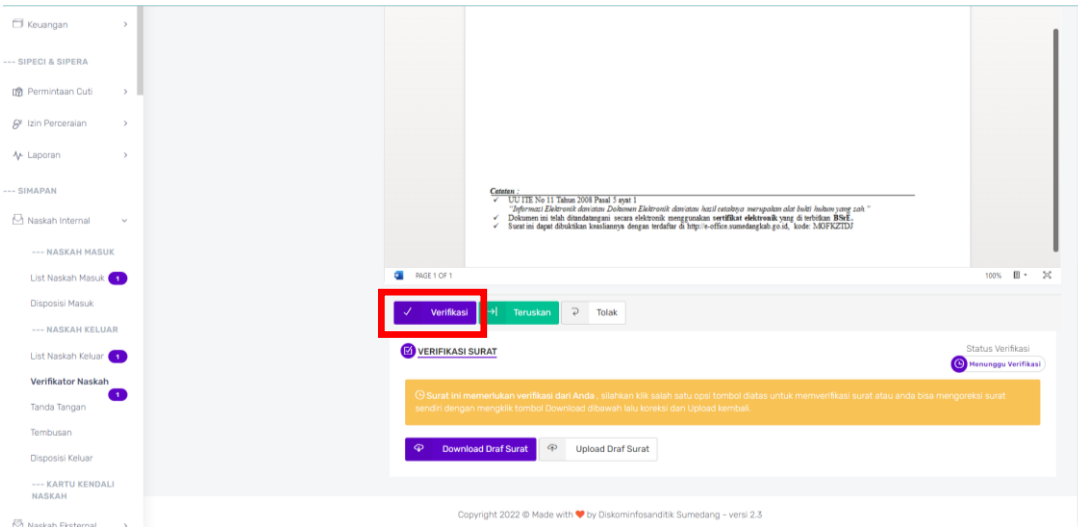 Keuangan
--- SIPECI & SIPERA
Permintaan Cuti
Izin Perceraian
Laporan
--- SIMAPAN
Naskah Internal
--- NASKAH MASUK
List Naskah Masuk 1
Disposisi Masuk
--- NASKAH KELUAR
List Naskah Keluar 1
Verifikator Naskah
1
Tanda Tangan
Tembusan
Disposisi Keluar
--- KARTU KENDALI
NASKAH
Naskah Eksternal
Catatan :
✓ UU ITE No 11 Tahun 2008 Pasal 5 ayat 1
"Informasi Elektronik dan/atau Dokumen Elektronik dan/atau hasil cetaknya merupakan alat bukti hukum yang sah."
✓ Dokumen ini telah ditandatangani secara elektronik menggunakan sertifikat elektronik yang di terbitkan BSrE.
✓ Surat ini dapat dibuktikan keasliannya dengan terdaftar di http://e-office.sumedangkab.go.id, kode: MGFKZTDJ
PAGE 1 OF 1
100%
Verifikasi
Teruskan
Tolak
VERIFIKASI SURAT
Status Verifikasi
Menunggu Verifikasi
Surat ini memerlukan verifikasi dari Anda , silahkan klik salah satu opsi tombol diatas untuk memverifikasi surat atau anda bisa mengoreksi surat
sendiri dengan mengklik tombol Download dibawah lalu koreksi dan Upload kembali.
Download Draf Surat
Upload Draf Surat
Copyright 2022 © Made with ❤ by Diskominfosanditik Sumedang - versi 2.3